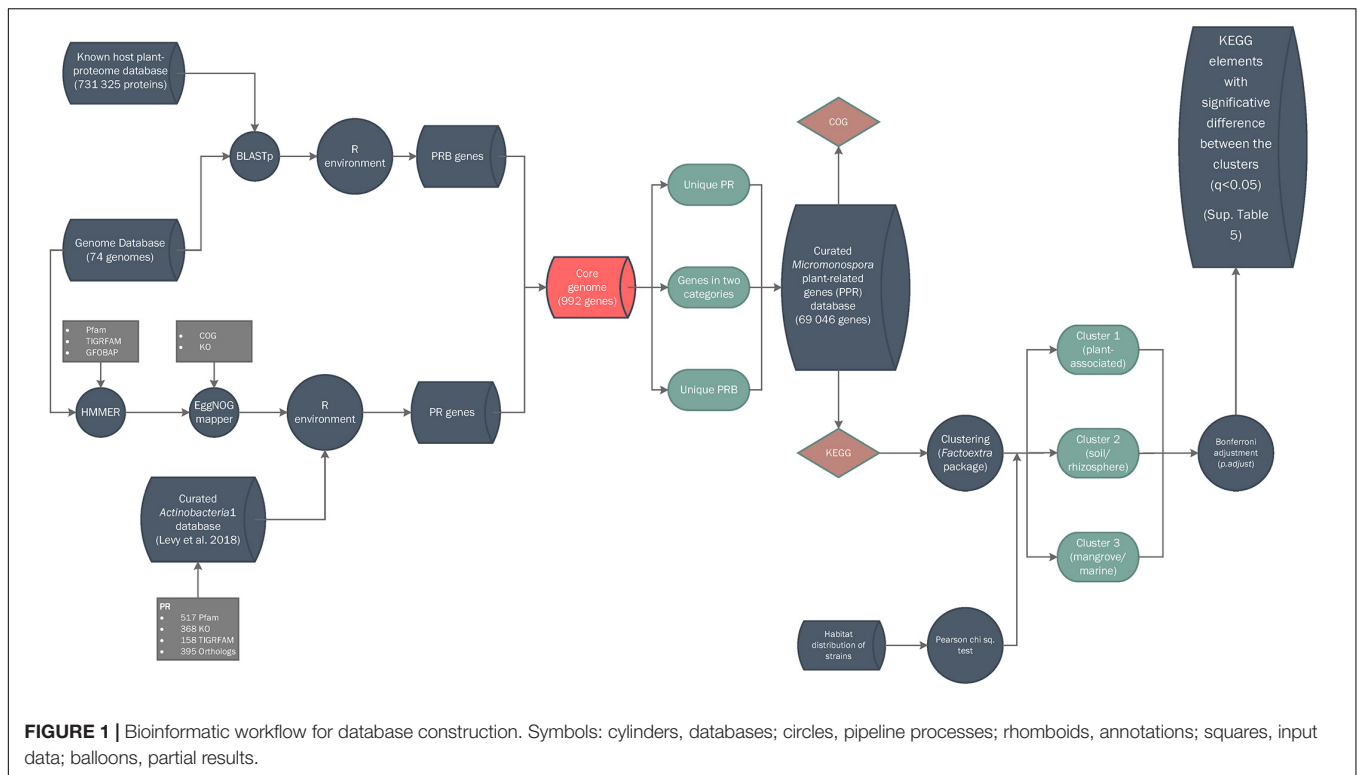 Known host plant-
proteome database
(731 325 proteins)
BLASTp
R
environment
PRB genes
Genome Database
(74 genomes)
• Pfam
• TIGRFAM
• GFOBAP
• COG
• KO
HMMER
EggNOG
mapper
R
environment
PR genes
Curated
Actinobacteria1
database
(Levy et al. 2018)
PR
• 517 Pfam
• 368 KO
• 158 TIGRFAM
• 395 Orthologs
Core
genome
(992 genes)
Unique PR
Genes in two
categories
Unique PRB
COG
Curated
Micromonospora
plant-related
genes (PPR)
database
(69 046 genes)
KEGG
Clustering
(Factoextra
package)
Habitat
distribution of
strains
Pearson chi sq.
test
Cluster 1
(plant-
associated)
Cluster 2
(soil/
rhizosphere)
Cluster 3
(mangrove/
marine)
Bonferroni
adjustment
(p.adjust)
KEGG
elements
with
significative
difference
between the
clusters
(q<0.05)
(Sup. Table
5)
FIGURE 1 | Bioinformatic workflow for database construction. Symbols: cylinders, databases; circles, pipeline processes; rhomboids, annotations; squares, input
data; balloons, partial results.